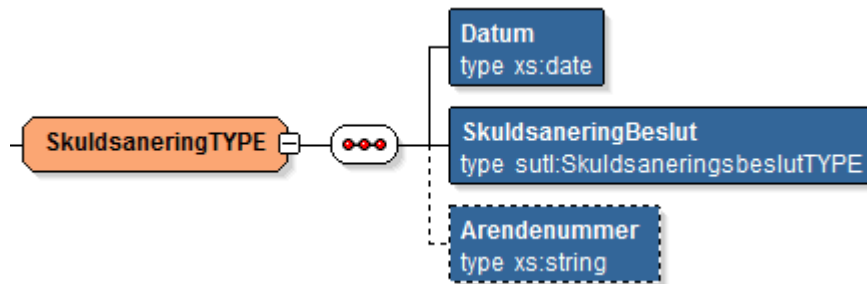 Datum
type xs:date
SkuldsaneringTYPE
SkuldsaneringBeslut
type sutl:SkuldsaneringsbeslutTYPE
Arendenummer
type xs:string